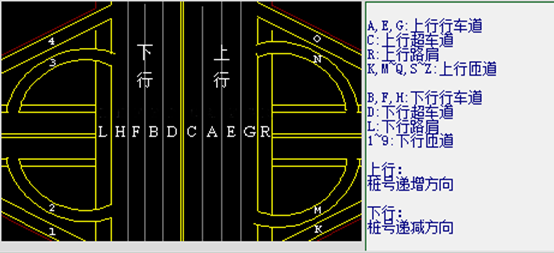 4
3
下行
上行
O
N
L H F B D C A E G R
2
1
M
K
A,E,G:上行行车道
C:上行超车道
R:上行路肩
K,M~Q,S~Z:上行匝道
B,F,H:下行行车道
D:下行超车道
L:下行路肩
1~9:下行匝道
上行:
桩号递增方向
下行:
桩号递减方向